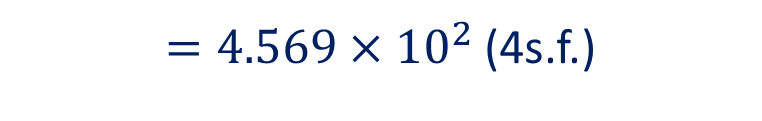 = 4.569 × 10² (4s.f.)